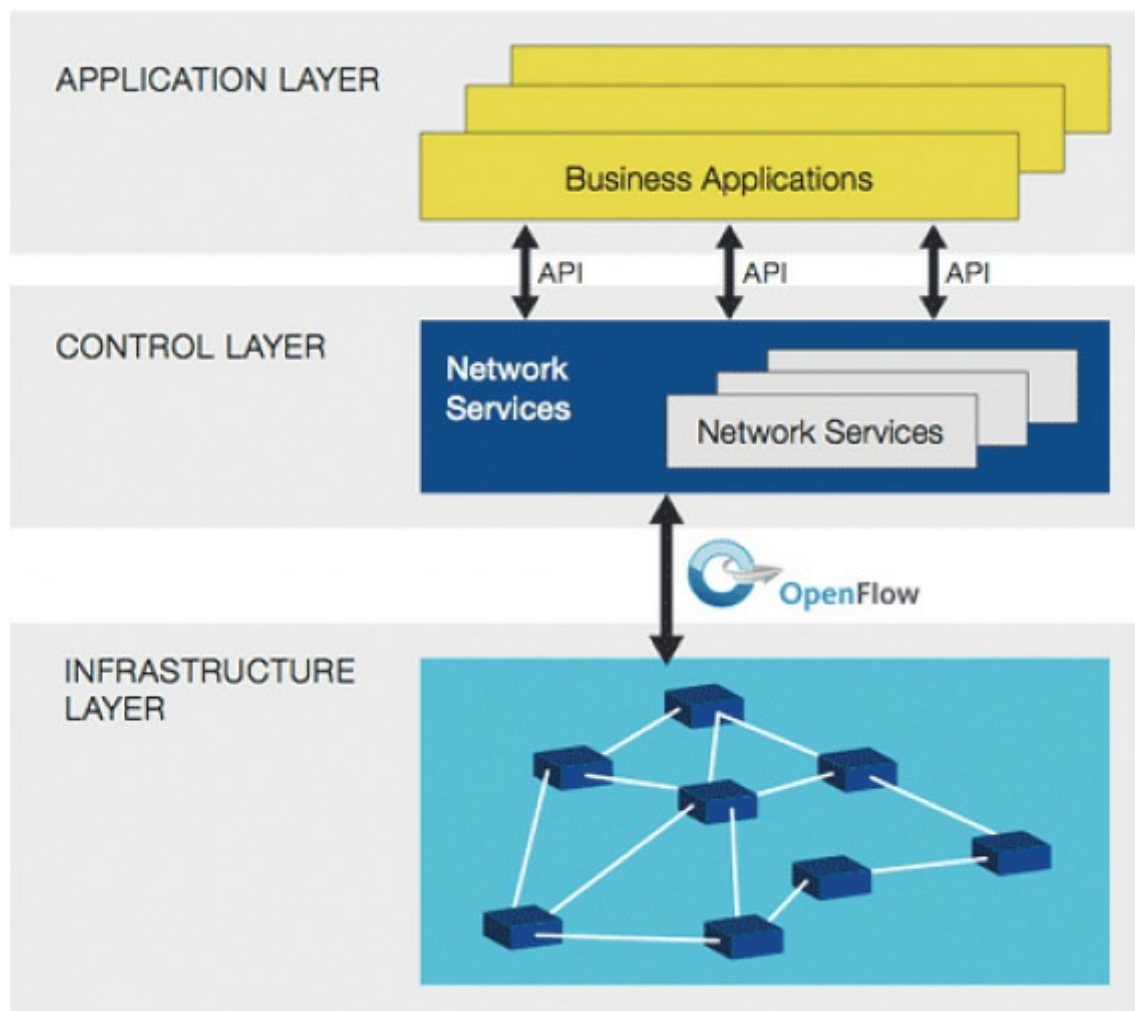 APPLICATION LAYER
Business Applications
API
API
API
CONTROL LAYER
Network
Services
Network Services
OpenFlow
INFRASTRUCTURE
LAYER